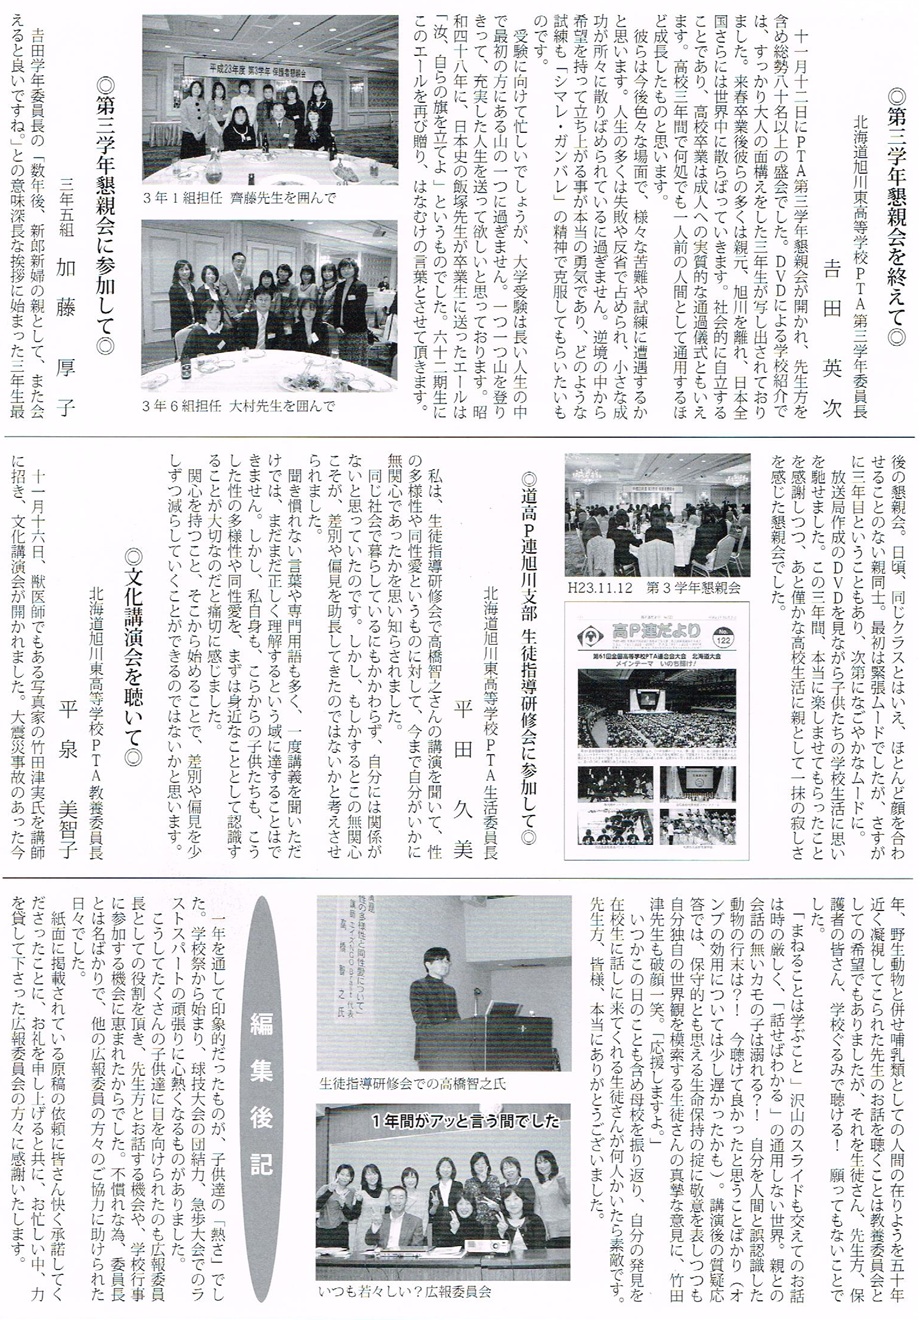 ◎第三学年懇親会を終えて◎
北海道旭川東高等学校ＰＴＡ第三学年委員長
吉田 英次
十一月十二日にＰＴＡ第三学年懇親会が開かれ、先生方を
含め総勢八十名以上の盛会でした。ＤＶＤによる学校紹介で
は、すっかり大人の面構えをした三年生が写し出されており
ました。来春卒業後彼らの多くは親元、旭川を離れ、日本全
国さらには世界中に散らばっていきます。社会的に自立する
ことであり、高校卒業は成人への実質的な通過儀式ともいえ
ます。高校三年間で何処でも一人前の人間として通用するほ
ど成長したものと思います。
彼らは今後色々な場面で、様々な苦難や試練に遭遇するか
と思います。人生の多くは失敗や反省で占められ、小さな成
功が所々に散りばめられているに過ぎません。逆境の中から
希望を持って立ち上がる事が本当の勇気であり、どのような
試練も「シマレ・ガンバレ」の精神で克服してもらいたいも
のです。
受験に向けて忙しいでしょうが、大学受験は長い人生の中
で最初の方にある山の一つに過ぎません。一つ一つ山を登り
きって、充実した人生を送って欲しいと思っております。昭
和四十八年に、日本史の飯塚先生が卒業生に送ったエールは
「汝、自らの旗を立てよ」というものでした。六十二期生に
このエールを再び贈り、はなむけの言葉とさせて頂きます。
平成23年度 第3学年 保護者懇親会
３年１組担任 齊藤先生を囲んで
３年６組担任 大村先生を囲んで
◎第三学年懇親会に参加して◎
三年五組 加藤 厚子
吉田学年委員長の「数年後、新郎新婦の親として、また会
えると良いですね。」との意味深長な挨拶に始まった三年生最
後の懇親会。日頃、同じクラスとはいえ、ほとんど顔を合わ
せることのない親同士。最初は緊張ムードでしたが、さすが
に三年目ということもあり、次第になごやかなムードに。
放送局作成のＤＶＤを見ながら子供たちの学校生活に思い
を馳せました。この三年間、本当に楽しませてもらったこと
を感謝しつつ、あと僅かな高校生活に親として一抹の寂しさ
を感じた懇親会でした。
H23.11.12 第３学年懇親会
高Ｐ連だより
No.122
第61回全国高等学校PTA連合会大会 北海道大会
メインテーマ いのち輝け！
◎道高Ｐ連旭川支部 生徒指導研修会に参加して◎
北海道旭川東高等学校ＰＴＡ生活委員長
平田 久美
私は、生徒指導研修会で高橋智之さんの講演を聞いて、性
の多様性や同性愛というものに対して、今まで自分がいかに
無関心であったかを思い知らされました。
同じ社会で暮らしているにもかかわらず、自分には関係が
ないと思っていたのです。しかし、もしかするとこの無関心
こそが、差別や偏見を助長してきたのではないかと考えさせ
られました。
聞き慣れない言葉や専門用語も多く、一度講義を聞いただ
けでは、まだまだ正しく理解するという域に達することはで
きません。しかし、私自身も、こらからの子供たちも、こう
した性の多様性や同性愛を、まずは身近なこととして認識す
ることが大切なのだと痛切に感じました。
関心を持つこと、そこから始めることで、差別や偏見を少
しずつ減らしていくことができるのではないかと思います。
◎文化講演会を聴いて◎
北海道旭川東高等学校ＰＴＡ教養委員長
平泉 美智子
十一月十六日、獣医師でもある写真家の竹田津実氏を講師
に招き、文化講演会が開かれました。大震災事故のあった今
年、野生動物と併せ哺乳類としての人間の在りようを五十年
近く凝視してこられた先生のお話を聴くことは教養委員会と
しての希望でもありましたが、それを生徒さん、先生方、保
護者の皆さん、学校ぐるみで聴ける！ 願ってもないことで
した。
「まねることは学ぶこと」沢山のスライドも交えてのお話
は時の厳しく、「話せばわかる」の通用しない世界。親との
会話の無いカモの子は溺れる？！ 自分を人間と誤認識した
動物の行末は？！ 今聴けて良かったと思うことばかり（オ
ンブの効用については少し遅かったかも）。講演後の質疑応
答では、保守的とも思える生命保持の掟に敬意を表しつつも
自分独自の世界観を模索する生徒さんの真摯な意見に、竹田
津先生も破顔一笑。「応援しますよ。」
いつかこの日のことも含め母校を振り返り、自分の発見を
在校生に話しに来てくれる生徒さんが何人かいたら素敵です。
先生方、皆様、本当にありがとうございました。
性の多様性と同性愛について
高橋 智之氏
生徒指導研修会での高橋智之氏
１年間がアッと言う間でした
いつも若々しい？広報委員会
編集後記
一年を通して印象的だったものが、子供達の「熱さ」でし
た。学校祭から始まり、球技大会の団結力、急歩大会でのラ
ストスパートの頑張りに心熱くなるものがありました。
こうしてたくさんの子供達に目を向けられたのも広報委員
長としての役割を頂き、先生方とお話する機会や、学校行事
に参加する機会に恵まれたからでした。不慣れな為、委員長
とは名ばかりで、他の広報委員の方々のご協力に助けられた
日々でした。
紙面に掲載されている原稿の依頼に皆さん快く承諾してく
ださったことに、お礼を申し上げると共に、お忙しい中、力
を貸して下さった広報委員会の方々に感謝いたします。